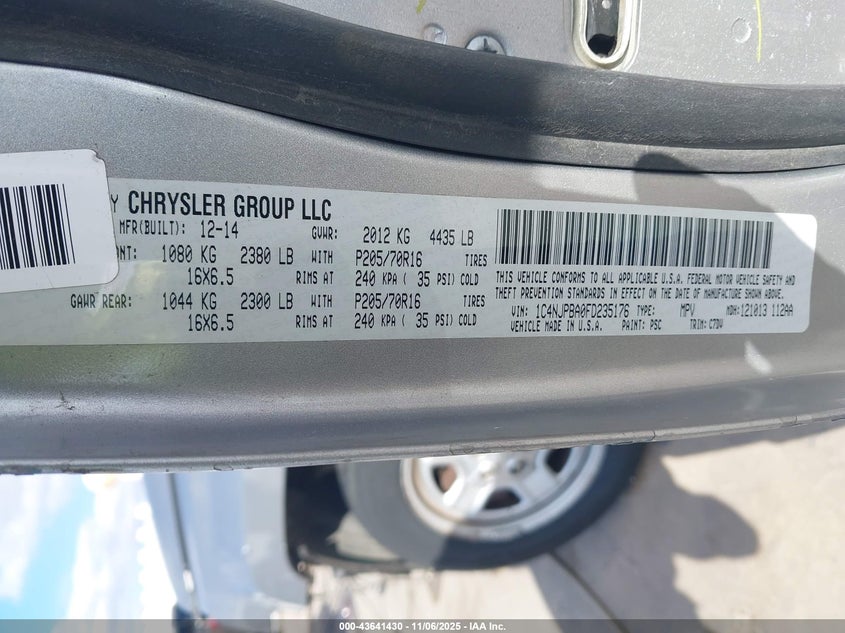 CHRYSLER GROUP LLC
MFR(BUILT): 12-14 GVWR: 2012 KG 4435 LB
1080 KG 2380 LB WITH P205/70R16 TIRES
16X6.5 RIMS AT 240 KPA ( 35 PSI) COLD
GAWR REAR: 1044 KG 2300 LB WITH P205/70R16 TIRES
16X6.5 RIMS AT 240 KPA ( 35 PSI) COLD
THIS VEHICLE CONFORMS TO ALL APPLICABLE U.S.A. FEDERAL MOTOR VEHICLE SAFETY AND
THEFT PREVENTION STANDARDS IN EFFECT ON THE DATE OF MANUFACTURE SHOWN ABOVE.
VIN: 1C4NJPBA0FD235176 TYPE: MPV MDH:121013 112AA
VEHICLE MADE IN U.S.A. PAINT: PSC TRIM: C7DV
000-43641430 - 11/06/2025 - IAA Inc.